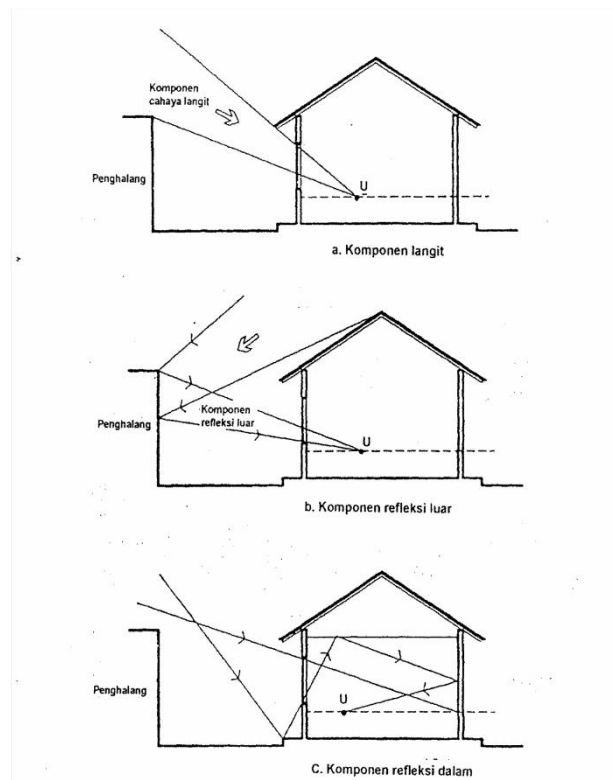 Komponen
cahaya langit
Penghalang
U
a. Komponen langit
Komponen
refleksi luar
Penghalang
U
b. Komponen refleksi luar
Penghalang
U
C. Komponen refleksi dalam